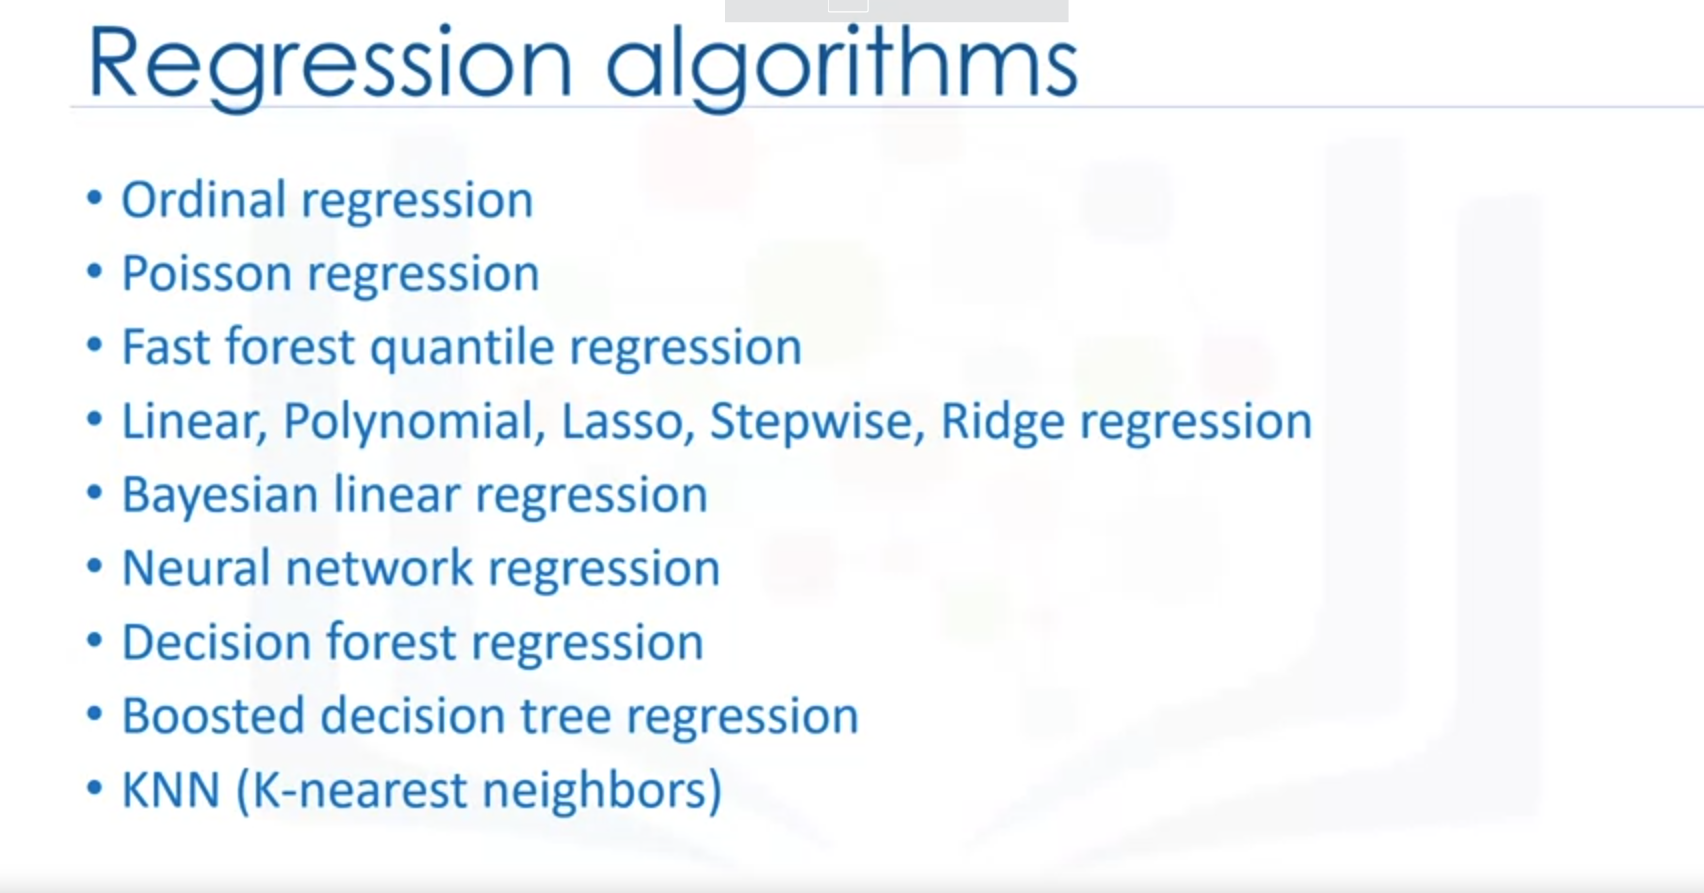 Regression algorithms
• Ordinal regression
• Poisson regression
• Fast forest quantile regression
• Linear, Polynomial, Lasso, Stepwise, Ridge regression
• Bayesian linear regression
• Neural network regression
• Decision forest regression
• Boosted decision tree regression
• KNN (K-nearest neighbors)